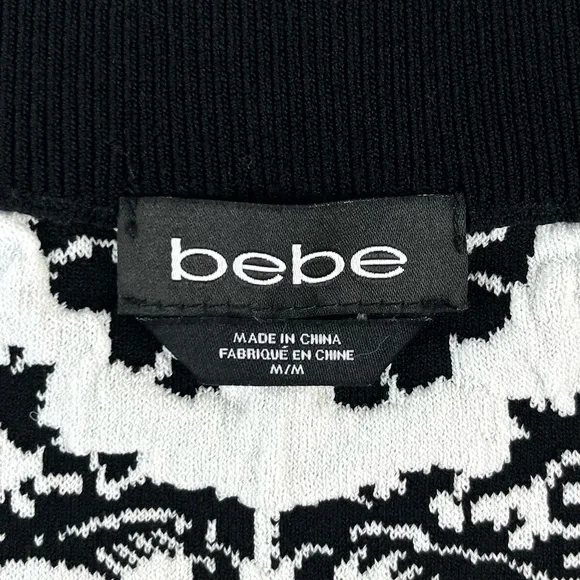 bebe
MADE IN CHINA
FABRIQUÉ EN CHINE
M/M